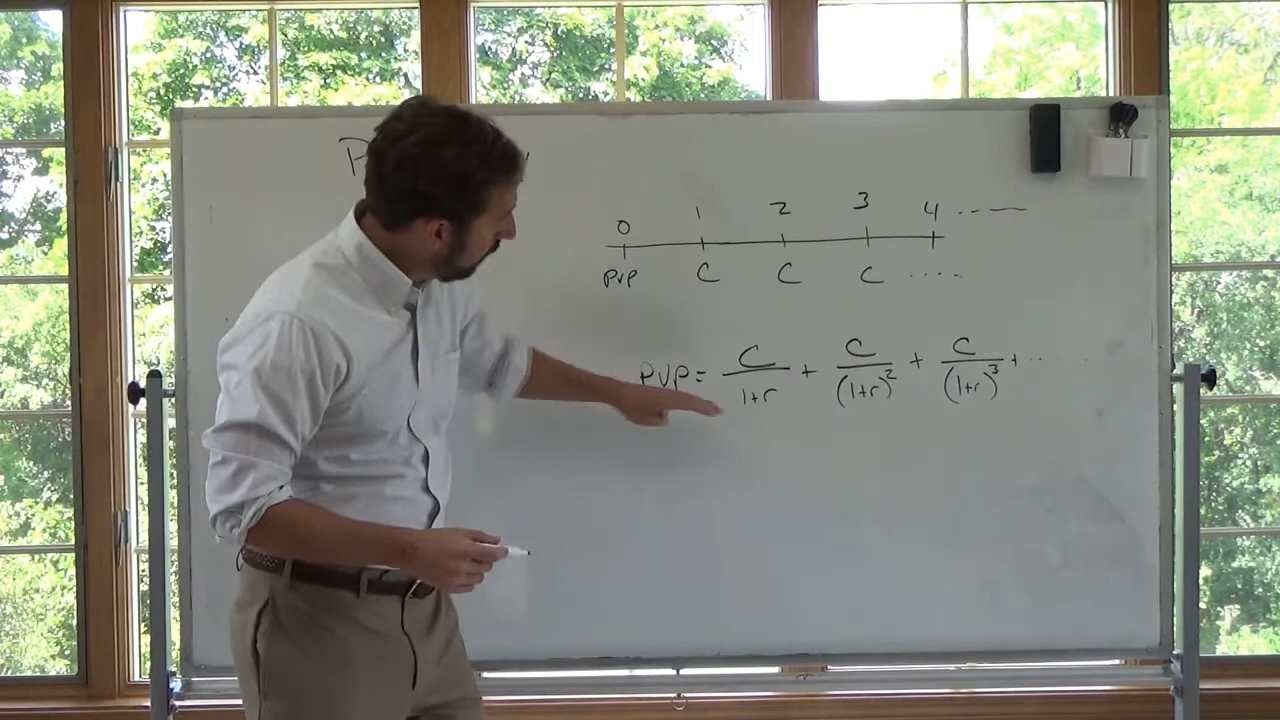 0 1 2 3 4 . ——
PVP C C C ....
PVP = C/(1+r) + C/(1+r)² + C/(1+r)³ + .....